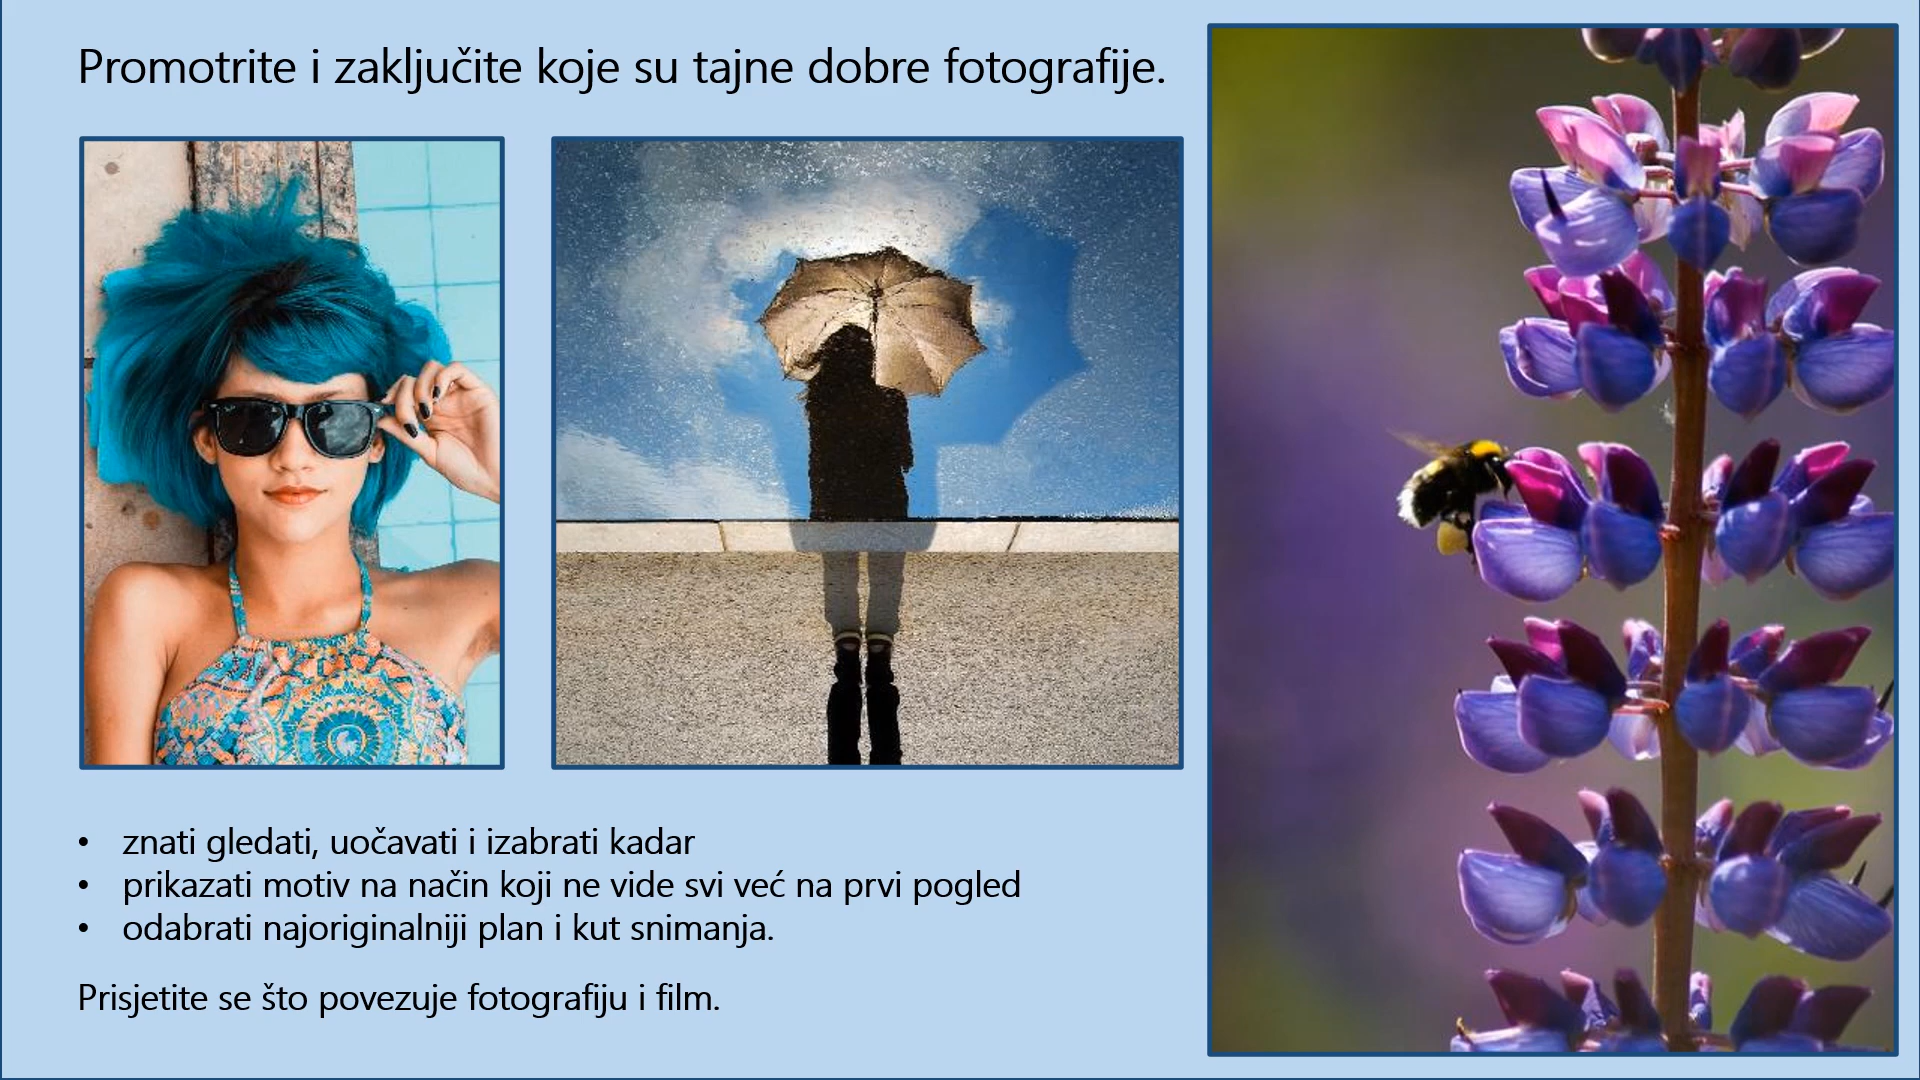 Promotrite i zaključite koje su tajne dobre fotografije.
• znati gledati, uočavati i izabrati kadar
• prikazati motiv na način koji ne vide svi već na prvi pogled
• odabrati najoriginalniji plan i kut snimanja.
Prisjetite se što povezuje fotografiju i film.